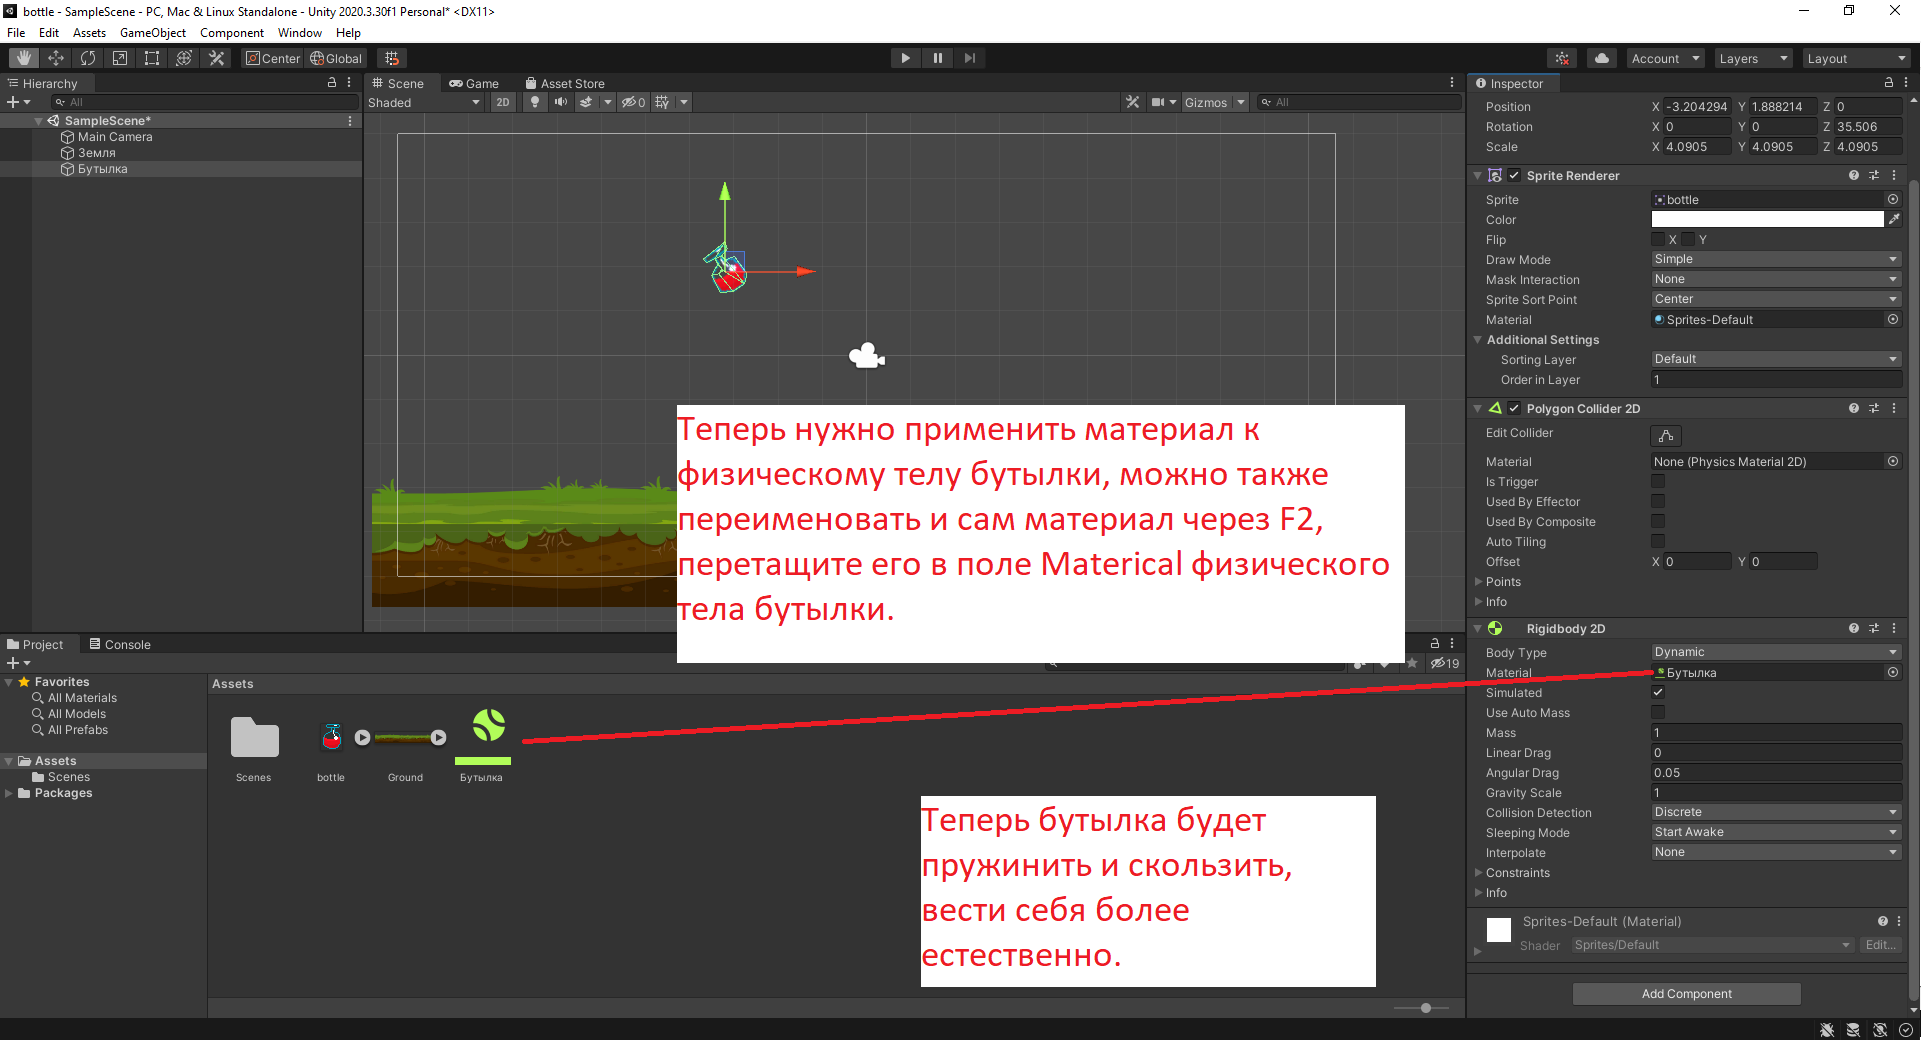 bottle - SampleScene - PC, Mac & Linux Standalone - Unity 2020.3.30f1 Personal* <DX11>
File Edit Assets GameObject Component Window Help
Center Global Account Layers Layout
Hierarchy
All
SampleScene*
Main Camera
Земля
Бутылка
Scene Game Asset Store
Shaded 2D 0 Gizmos All
Теперь нужно применить материал к
физическому телу бутылки, можно также
переименовать и сам материал через F2,
перетащите его в поле Materical физического
тела бутылки.
Project Console
19
Favorites
All Materials
All Models
All Prefabs
Assets
Scenes
Packages
Assets
Scenes bottle Ground Бутылка
Теперь бутылка будет
пружинить и скользить,
вести себя более
естественно.
Inspector
Position X -3.204294 Y 1.888214 Z 0
Rotation X 0 Y 0 Z 35.506
Scale X 4.0905 Y 4.0905 Z 4.0905
Sprite Renderer
Sprite bottle
Color
Flip X Y
Draw Mode Simple
Mask Interaction None
Sprite Sort Point Center
Material Sprites-Default
Additional Settings
Sorting Layer Default
Order in Layer 1
Polygon Collider 2D
Edit Collider
Material None (Physics Material 2D)
Is Trigger
Used By Effector
Used By Composite
Auto Tiling
Offset X 0 Y 0
Points
Info
Rigidbody 2D
Body Type Dynamic
Material Бутылка
Simulated
Use Auto Mass
Mass 1
Linear Drag 0
Angular Drag 0.05
Gravity Scale 1
Collision Detection Discrete
Sleeping Mode Start Awake
Interpolate None
Constraints
Info
Sprites-Default (Material)
Shader Sprites/Default Edit...
Add Component